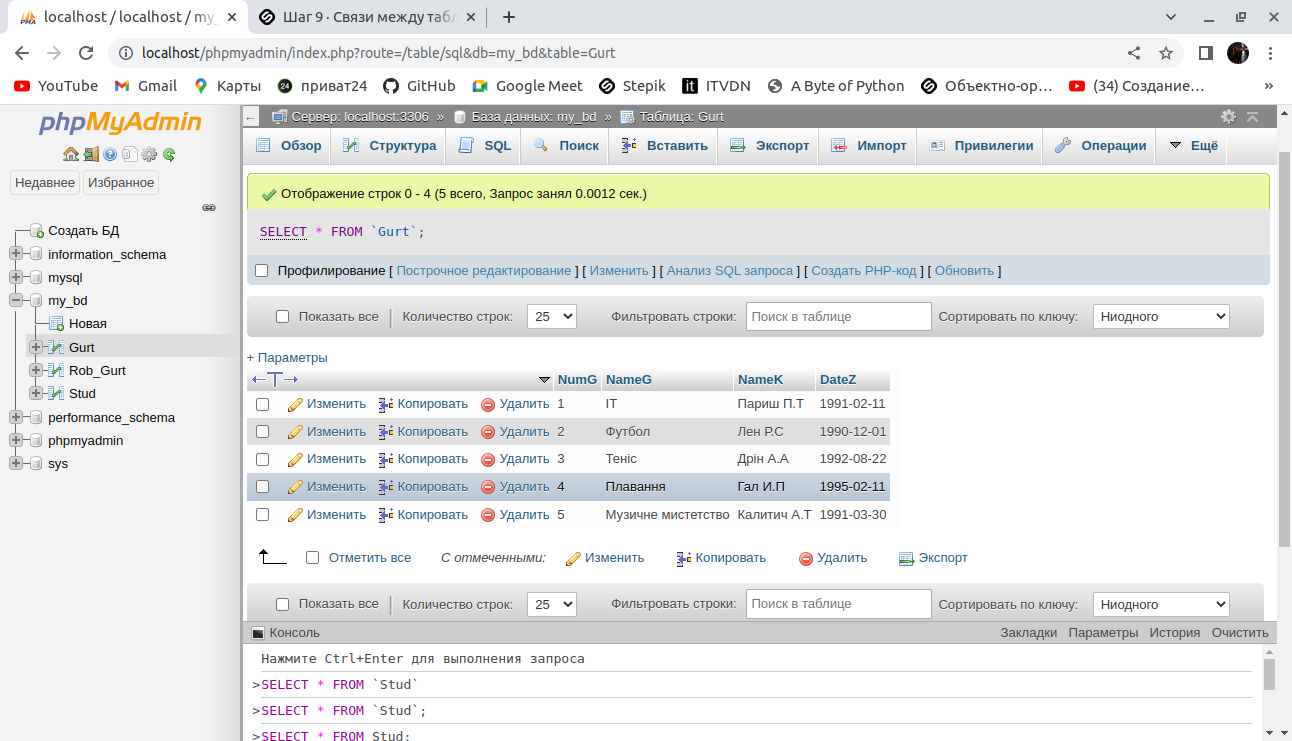 localhost / localhost / my_
Шаг 9 · Связи между табл
localhost/phpmyadmin/index.php?route=/table/sql&db=my_bd&table=Gurt
YouTube Gmail Карты приват24 GitHub Google Meet Stepik ITVDN A Byte of Python Объектно-ор… (34) Создание…
phpMyAdmin
Недавнее Избранное
Создать БД
information_schema
mysql
my_bd
Новая
Gurt
Rob_Gurt
Stud
performance_schema
phpmyadmin
sys
Сервер: localhost:3306 » База данных: my_bd » Таблица: Gurt
Обзор Структура SQL Поиск Вставить Экспорт Импорт Привилегии Операции Ещё
Отображение строк 0 - 4 (5 всего, Запрос занял 0.0012 сек.)
SELECT * FROM `Gurt`;
Профилирование [ Построчное редактирование ] [ Изменить ] [ Анализ SQL запроса ] [ Создать PHP-код ] [ Обновить ]
Показать все Количество строк: 25 Фильтровать строки: Поиск в таблице Сортировать по ключу: Ниодного
+ Параметры
NumG NameG NameK DateZ
Изменить Копировать Удалить 1 IT Париш П.Т 1991-02-11
Изменить Копировать Удалить 2 Футбол Лен Р.С 1990-12-01
Изменить Копировать Удалить 3 Теніс Дрін А.А 1992-08-22
Изменить Копировать Удалить 4 Плавання Гал И.П 1995-02-11
Изменить Копировать Удалить 5 Музичне мистетство Калитич А.Т 1991-03-30
Отметить все С отмеченными: Изменить Копировать Удалить Экспорт
Показать все Количество строк: 25 Фильтровать строки: Поиск в таблице Сортировать по ключу: Ниодного
Консоль Закладки Параметры История Очистить
Нажмите Ctrl+Enter для выполнения запроса
>SELECT * FROM `Stud`
>SELECT * FROM `Stud`;
>SELECT * FROM Stud;